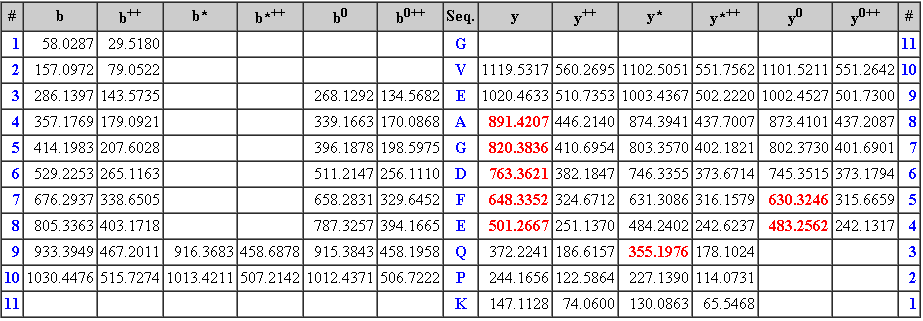 # b b++ b* b*++ b0 b0++ Seq. y y++ y* y*++ y0 y0++ #
1 58.0287 29.5180 G 11
2 157.0972 79.0522 V 1119.5317 560.2695 1102.5051 551.7562 1101.5211 551.2642 10
3 286.1397 143.5735 268.1292 134.5682 E 1020.4633 510.7353 1003.4367 502.2220 1002.4527 501.7300 9
4 357.1769 179.0921 339.1663 170.0868 A 891.4207 446.2140 874.3941 437.7007 873.4101 437.2087 8
5 414.1983 207.6028 396.1878 198.5975 G 820.3836 410.6954 803.3570 402.1821 802.3730 401.6901 7
6 529.2253 265.1163 511.2147 256.1110 D 763.3621 382.1847 746.3355 373.6714 745.3515 373.1794 6
7 676.2937 338.6505 658.2831 329.6452 F 648.3352 324.6712 631.3086 316.1579 630.3246 315.6659 5
8 805.3363 403.1718 787.3257 394.1665 E 501.2667 251.1370 484.2402 242.6237 483.2562 242.1317 4
9 933.3949 467.2011 916.3683 458.6878 915.3843 458.1958 Q 372.2241 186.6157 355.1976 178.1024 3
10 1030.4476 515.7274 1013.4211 507.2142 1012.4371 506.7222 P 244.1656 122.5864 227.1390 114.0731 2
11 K 147.1128 74.0600 130.0863 65.5468 1